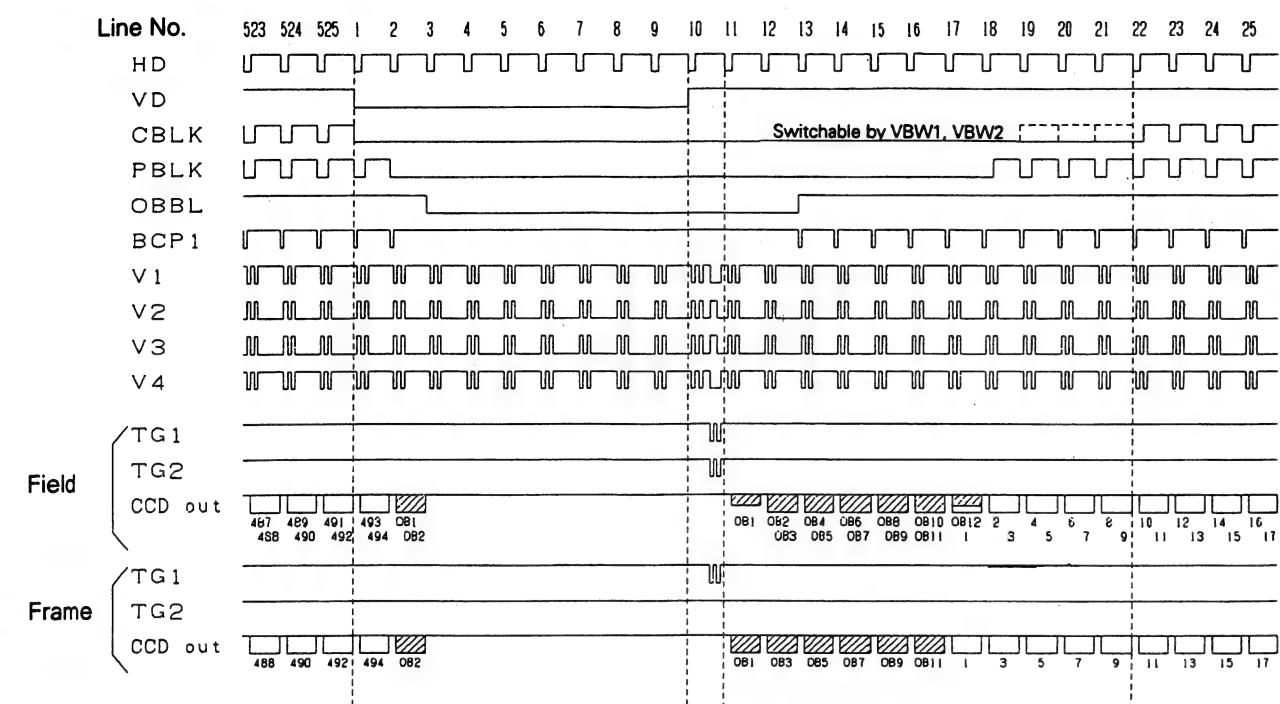 Line No. 523 524 525 1 2 3 4 5 6 7 8 9 10 11 12 13 14 15 16 17 18 19 20 21 22 23 24 25
HD
VD
CBLK Switchable by VBW1, VBW2
PBLK
OBBL
BCP1
V1
V2
V3
V4
Field
TG1
TG2
CCD out
487 489 491 493 OB1 OB1 OB2 OB4 OB6 OB8 OB10 OB12 2 4 6 8 10 12 14 16
488 490 492 494 OB2 OB3 OB5 OB7 OB9 OB11 1 3 5 7 9 11 13 15 17
Frame
TG1
TG2
CCD out
488 490 492 494 OB2 OB1 OB3 OB5 OB7 OB9 OB11 1 3 5 7 9 11 13 15 17